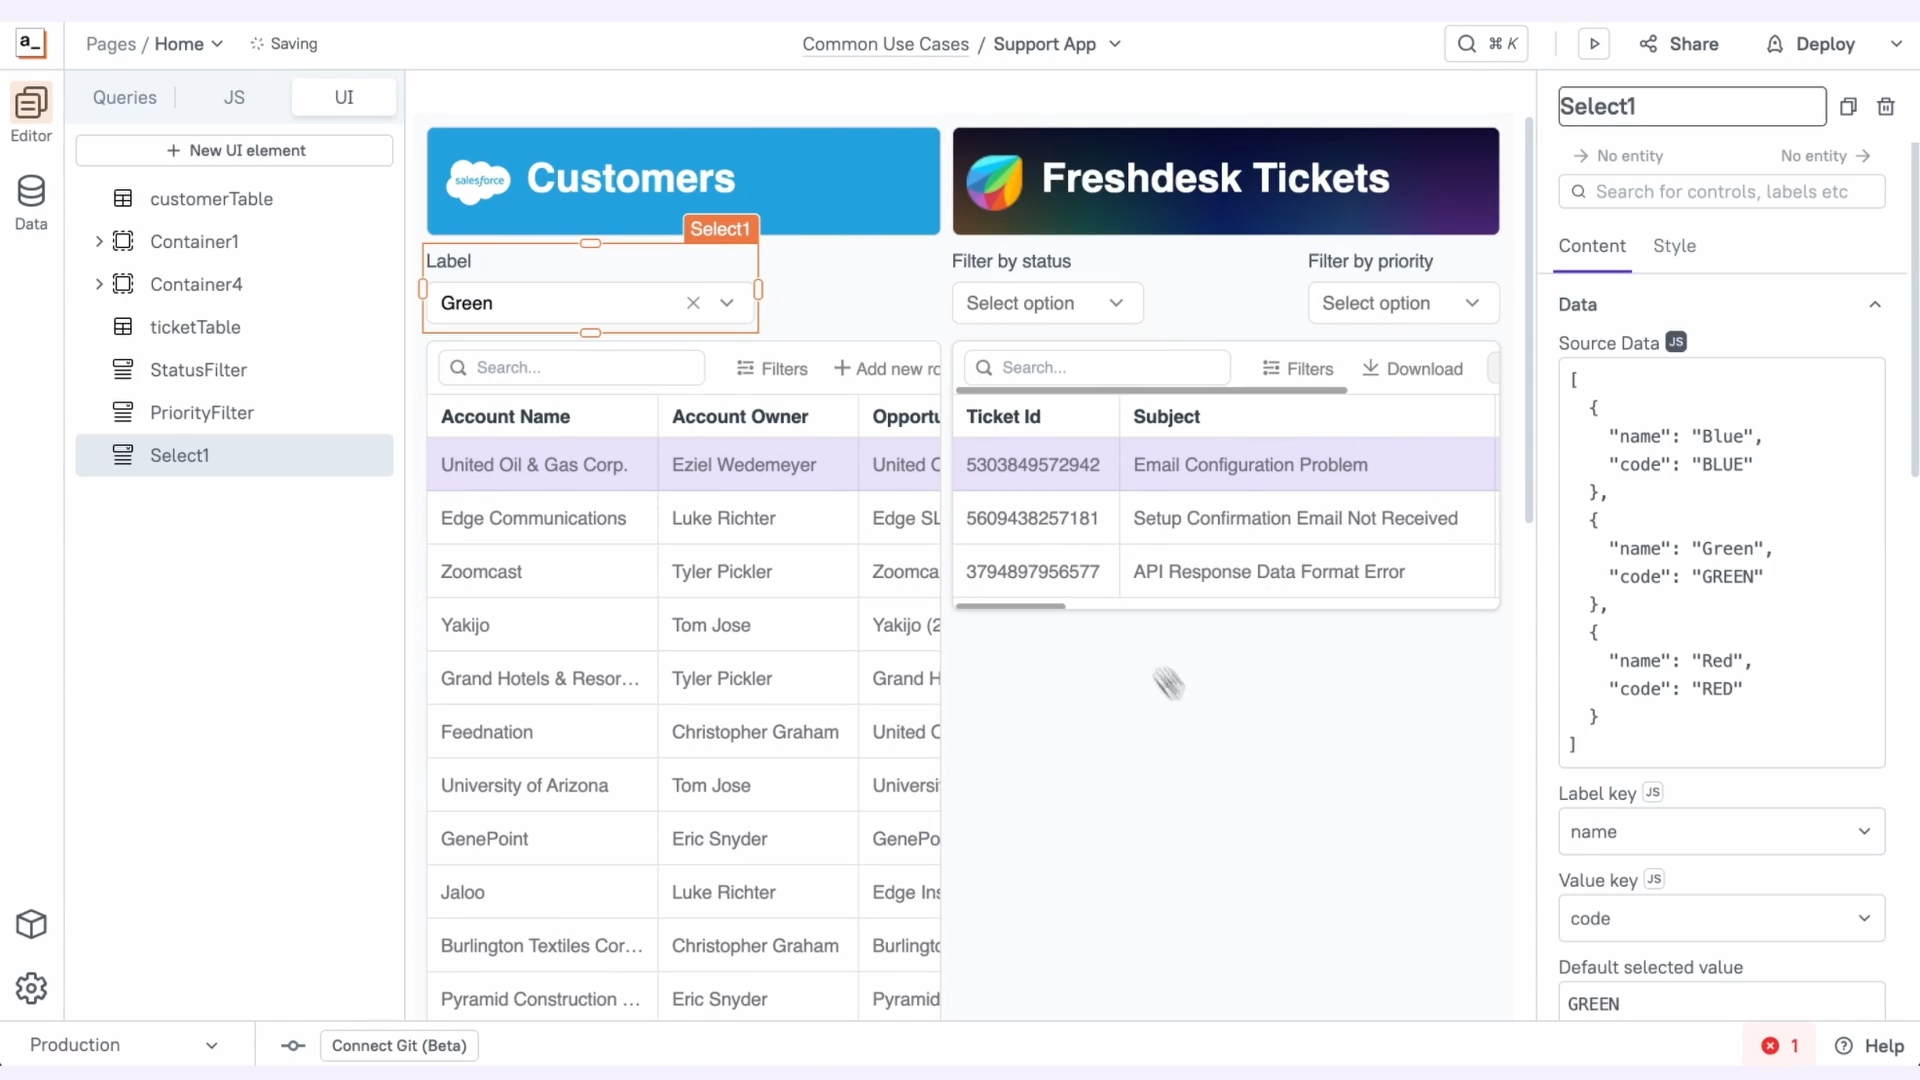 a_
Pages / Home
Saving
Common Use Cases / Support App
⌘ K
Share
Deploy
Editor
Data
Queries
JS
UI
+ New UI element
customerTable
Container1
Container4
ticketTable
StatusFilter
PriorityFilter
Select1
salesforce
Customers
Freshdesk Tickets
Select1
Label
Green
Filter by status
Select option
Filter by priority
Select option
Search...
Filters
Add new ro
Account Name
Account Owner
Opportu
United Oil & Gas Corp.
Eziel Wedemeyer
United O
Edge Communications
Luke Richter
Edge SL
Zoomcast
Tyler Pickler
Zoomca
Yakijo
Tom Jose
Yakijo (2
Grand Hotels & Resor...
Tyler Pickler
Grand H
Feednation
Christopher Graham
United O
University of Arizona
Tom Jose
Universi
GenePoint
Eric Snyder
GenePo
Jaloo
Luke Richter
Edge Ins
Burlington Textiles Cor...
Christopher Graham
Burlingto
Pyramid Construction ...
Eric Snyder
Pyramid
Search...
Filters
Download
Ticket Id
Subject
5303849572942
Email Configuration Problem
5609438257181
Setup Confirmation Email Not Received
3794897956577
API Response Data Format Error
Select1
No entity
No entity
Search for controls, labels etc
Content
Style
Data
Source Data JS
[
{
"name": "Blue",
"code": "BLUE"
},
{
"name": "Green",
"code": "GREEN"
},
{
"name": "Red",
"code": "RED"
}
]
Label key JS
name
Value key JS
code
Default selected value
GREEN
Production
Connect Git (Beta)
1
Help